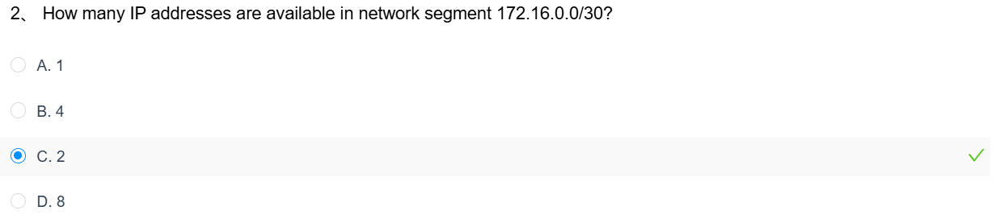 2、 How many IP addresses are available in network segment 172.16.0.0/30?
A. 1
B. 4
C. 2
D. 8